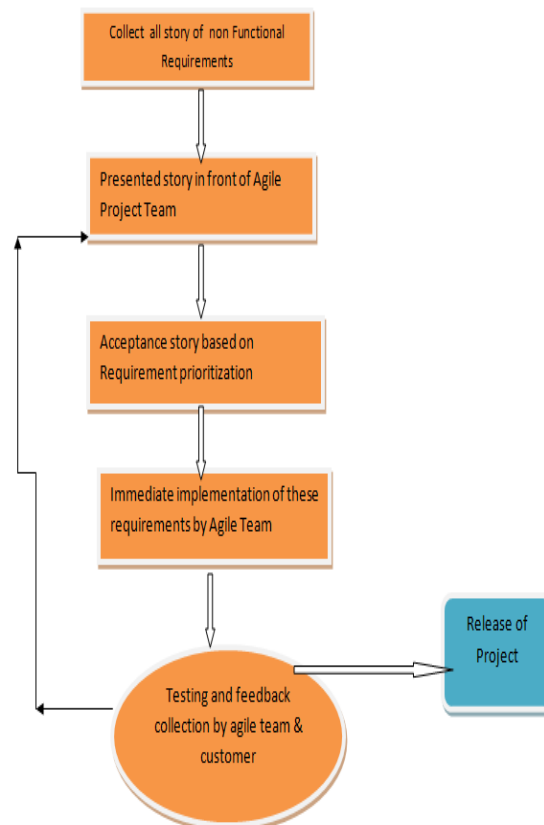 Collect all story of non Functional
Requirements
Presented story in front of Agile
Project Team
Acceptance story based on
Requirement prioritization
Immediate implementation of these
requirements by Agile Team
Release of
Project
Testing and feedback
collection by agile team &
customer